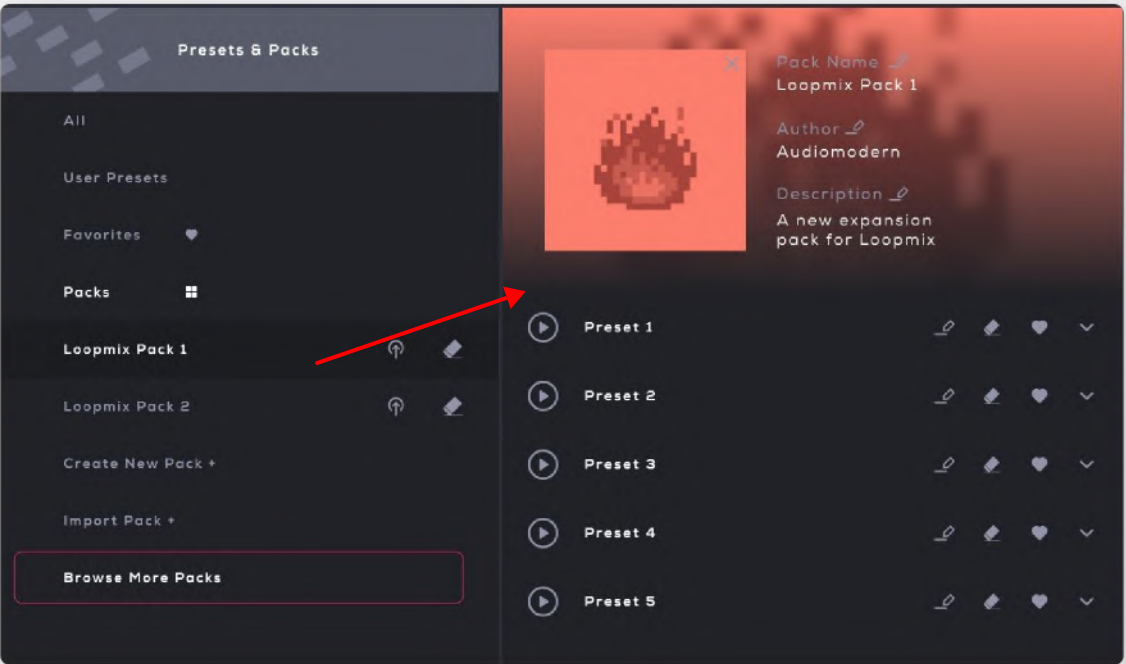 Presets & Packs
All
User Presets
Favorites
Packs
Loopmix Pack 1
Loopmix Pack 2
Create New Pack +
Import Pack +
Browse More Packs
Pack Name
Loopmix Pack 1
Author
Audiomodern
Description
A new expansion
pack for Loopmix
Preset 1
Preset 2
Preset 3
Preset 4
Preset 5